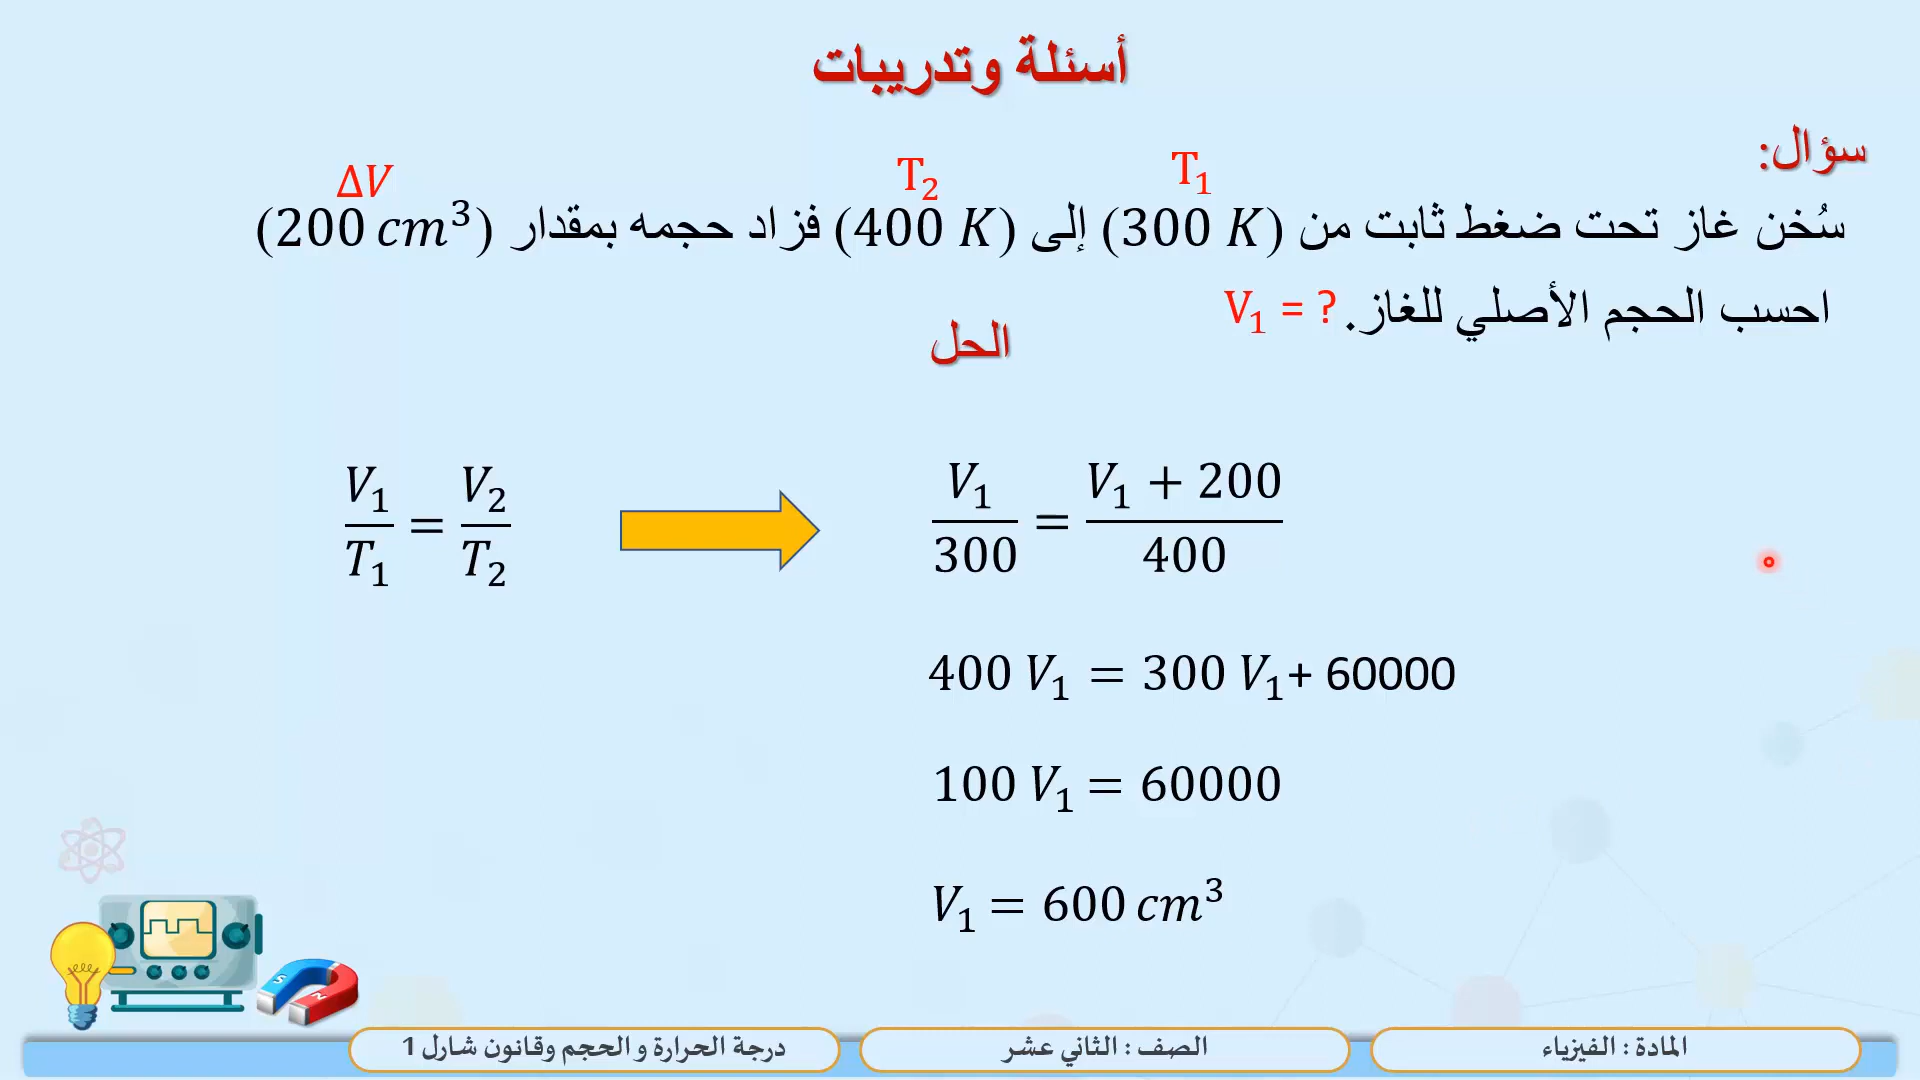 أسئلة وتدريبات
سؤال:
ΔV T₂ T₁
سُخن غاز تحت ضغط ثابت من (300 K) إلى (400 K) فزاد حجمه بمقدار (200 cm³)
احسب الحجم الأصلي للغاز. V₁ = ?
الحل
V₁/T₁ = V₂/T₂
V₁/300 = (V₁ + 200)/400
400 V₁ = 300 V₁+ 60000
100 V₁ = 60000
V₁ = 600 cm³
S N
المادة : الفيزياء
الصف : الثاني عشر
درجة الحرارة و الحجم وقانون شارل 1